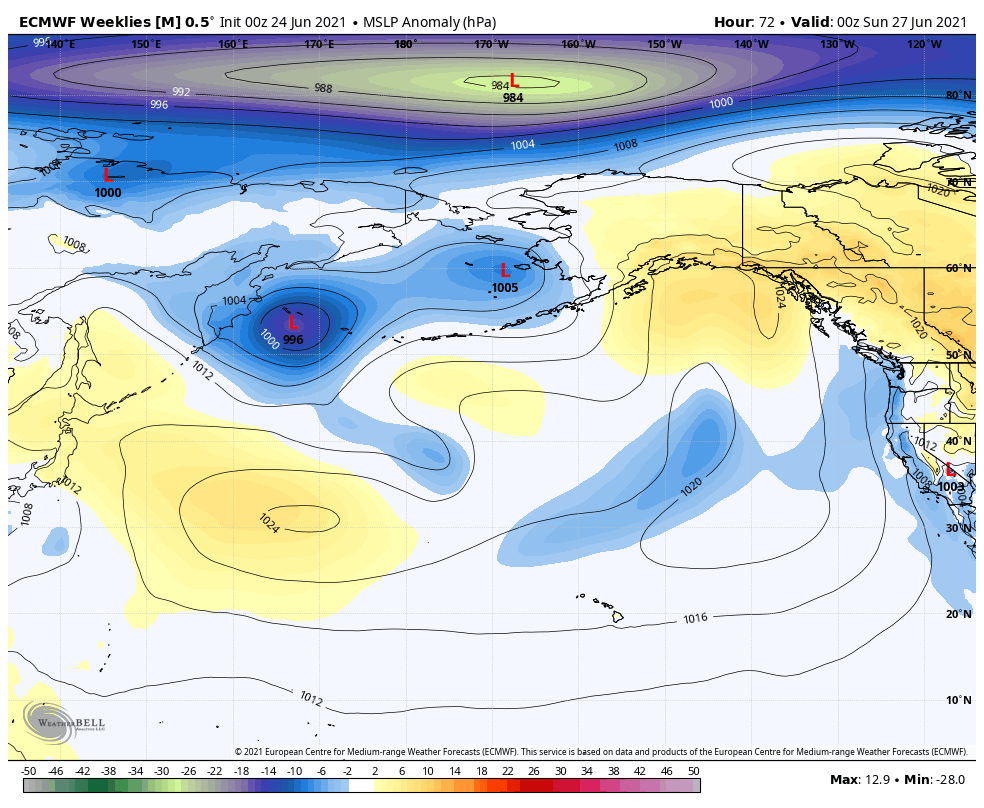 ECMWF Weeklies [M] 0.5° Init 00z 24 Jun 2021 • MSLP Anomaly (hPa)
Hour: 72 • Valid: 00z Sun 27 Jun 2021
140°E 150°E 160°E 170°E 180° 170°W 160°W 150°W 140°W 130°W 120°W
996
984
L
984
988
992
996
1000
80°N
1004
1008
1004
L
1000
70°N
1020
1008
60°N
L
1005
1004
1024
L
996
1000
1020
1008
50°N
1012
40°N
1012
L
1003
1008
1004
1012
1020
1008
1024
30°N
20°N
1016
1012
10°N
WEATHERBELL
ANALYTICS LLC
© 2021 European Centre for Medium-range Weather Forecasts (ECMWF). This service is based on data and products of the European Centre for Medium-range Weather Forecasts (ECMWF).
-50 -46 -42 -38 -34 -30 -26 -22 -18 -14 -10 -6 -2 2 6 10 14 18 22 26 30 34 38 42 46 50
Max: 12.9 • Min: -28.0